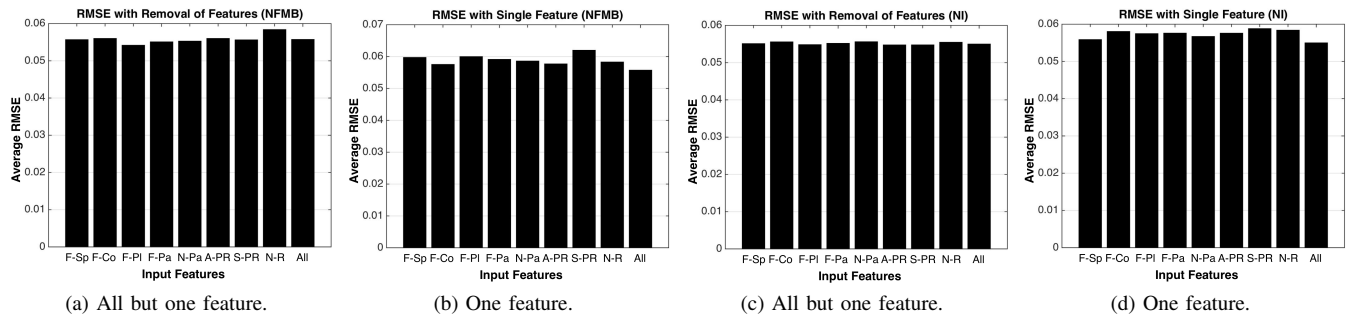 RMSE with Removal of Features (NFMB)
0.06
0.05
0.04
0.03
0.02
0.01
0
Average RMSE
F-Sp F-Co F-Pl F-Pa N-Pa A-PR S-PR N-R All
Input Features
(a) All but one feature.
RMSE with Single Feature (NFMB)
0.07
0.06
0.05
0.04
0.03
0.02
0.01
0
Average RMSE
F-Sp F-Co F-Pl F-Pa N-Pa A-PR S-PR N-R All
Input Features
(b) One feature.
RMSE with Removal of Features (NI)
0.06
0.05
0.04
0.03
0.02
0.01
0
Average RMSE
F-Sp F-Co F-Pl F-Pa N-Pa A-PR S-PR N-R All
Input Features
(c) All but one feature.
RMSE with Single Feature (NI)
0.06
0.05
0.04
0.03
0.02
0.01
0
Average RMSE
F-Sp F-Co F-Pl F-Pa N-Pa A-PR S-PR N-R All
Input Features
(d) One feature.